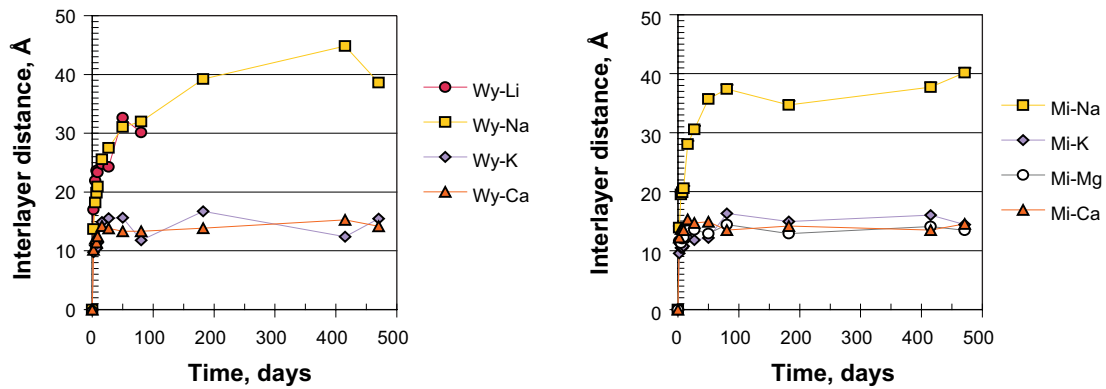 Interlayer distance, Å
50
40
30
20
10
0
0 100 200 300 400 500
Time, days
Wy-Li
Wy-Na
Wy-K
Wy-Ca
Interlayer distance, Å
50
40
30
20
10
0
0 100 200 300 400 500
Time, days
Mi-Na
Mi-K
Mi-Mg
Mi-Ca